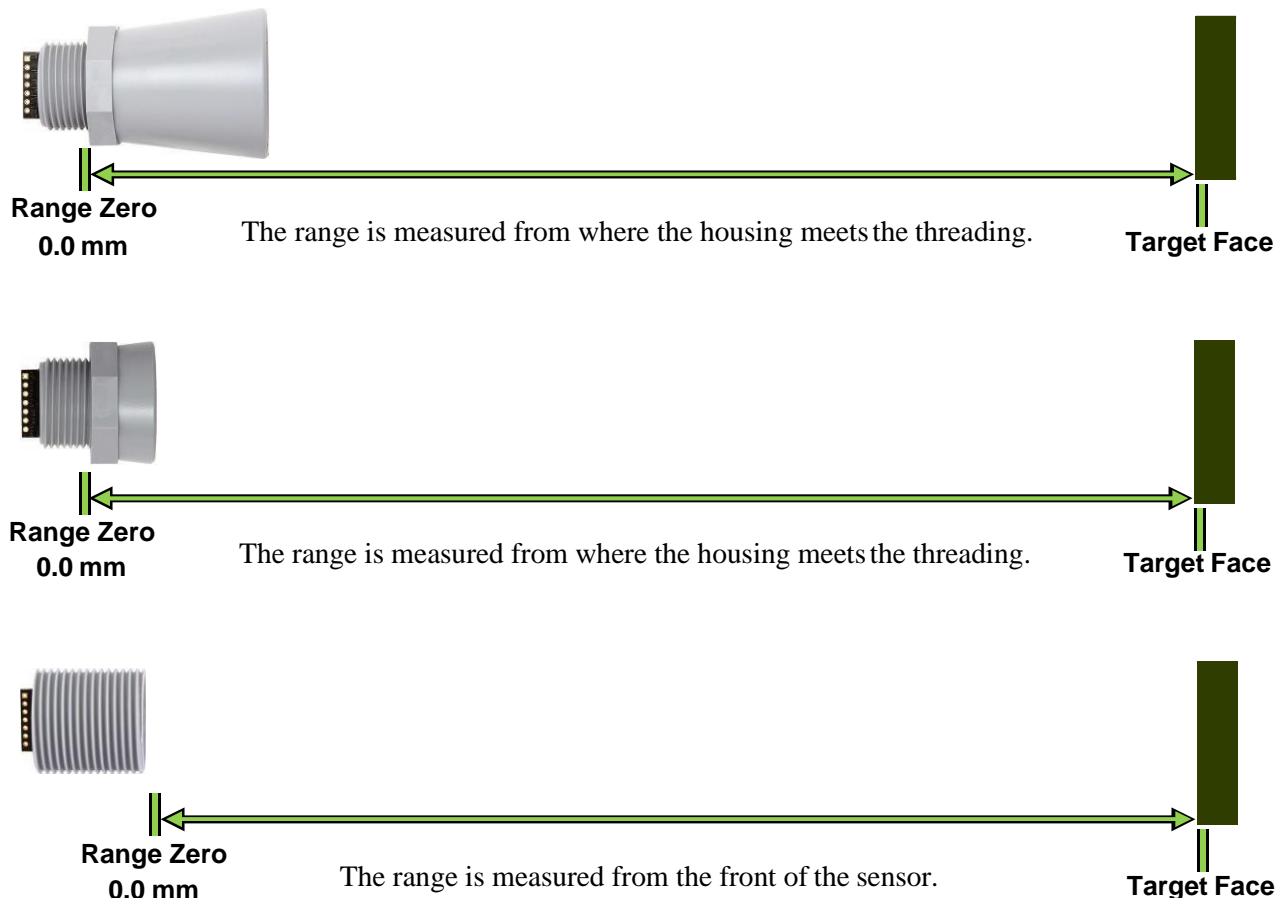 Range Zero
0.0 mm
The range is measured from where the housing meets the threading.
Target Face
Range Zero
0.0 mm
The range is measured from where the housing meets the threading.
Target Face
Range Zero
0.0 mm
The range is measured from the front of the sensor.
Target Face